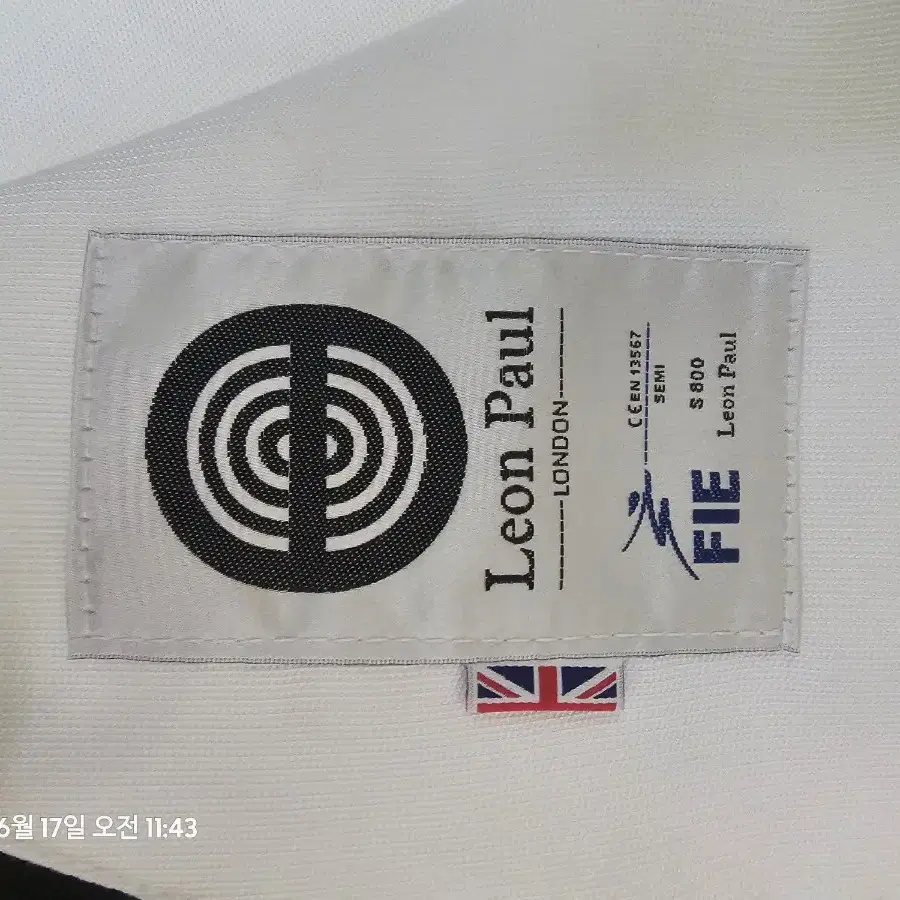 Leon Paul
LONDON
CE EN 13567
SEMI
S 800
FIE
Leon Paul
6월 17일 오전 11:43